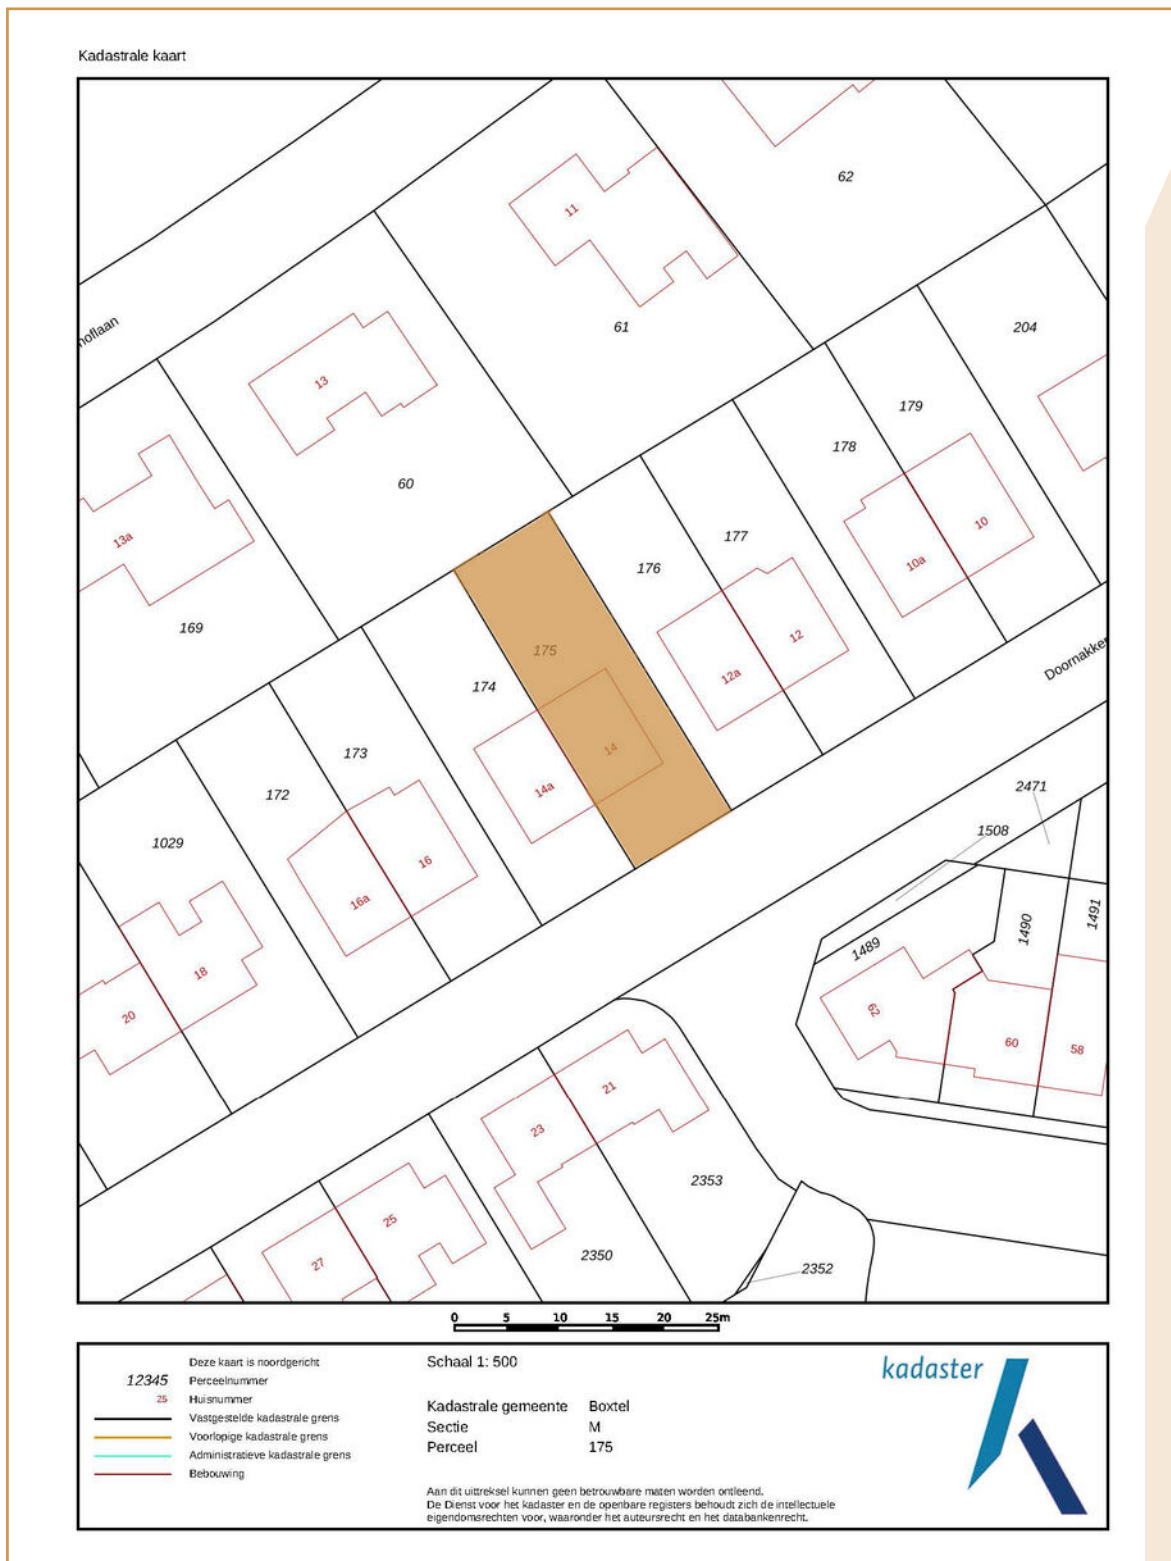 Kadastrale kaart
62
11
61
204
hoflaan
13
179
178
60
10
13a
10a
177
176
169
12
175
12a
Doornakker
174
14
173
14a
2471
172
1508
1029
16
16a
1491
1490
1489
18
62
20
60
58
21
23
2353
25
2350
27
2352
0 5 10 15 20 25m
Deze kaart is noordgericht
12345 Perceelnummer
25 Huisnummer
Vastgestelde kadastrale grens
Voorlopige kadastrale grens
Administratieve kadastrale grens
Bebouwing
Schaal 1: 500
Kadastrale gemeente Boxtel
Sectie M
Perceel 175
Aan dit uittreksel kunnen geen betrouwbare maten worden ontleend.
De Dienst voor het kadaster en de openbare registers behoudt zich de intellectuele
eigendomsrechten voor, waaronder het auteursrecht en het databankenrecht.
kadaster